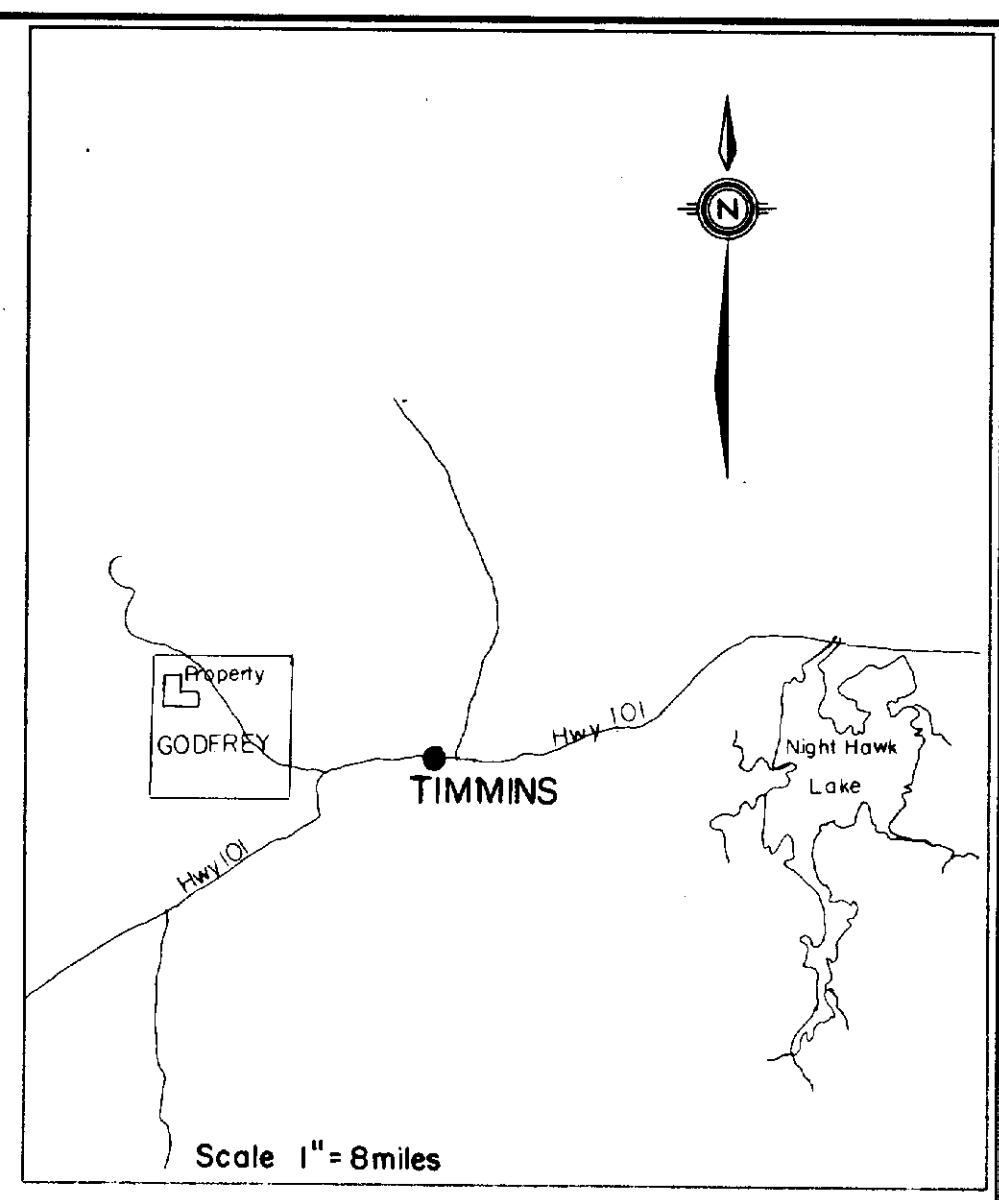 N
Property
GODFREY
Hwy 101
TIMMINS
Night Hawk
Lake
Hwy 101
Scale 1" = 8miles